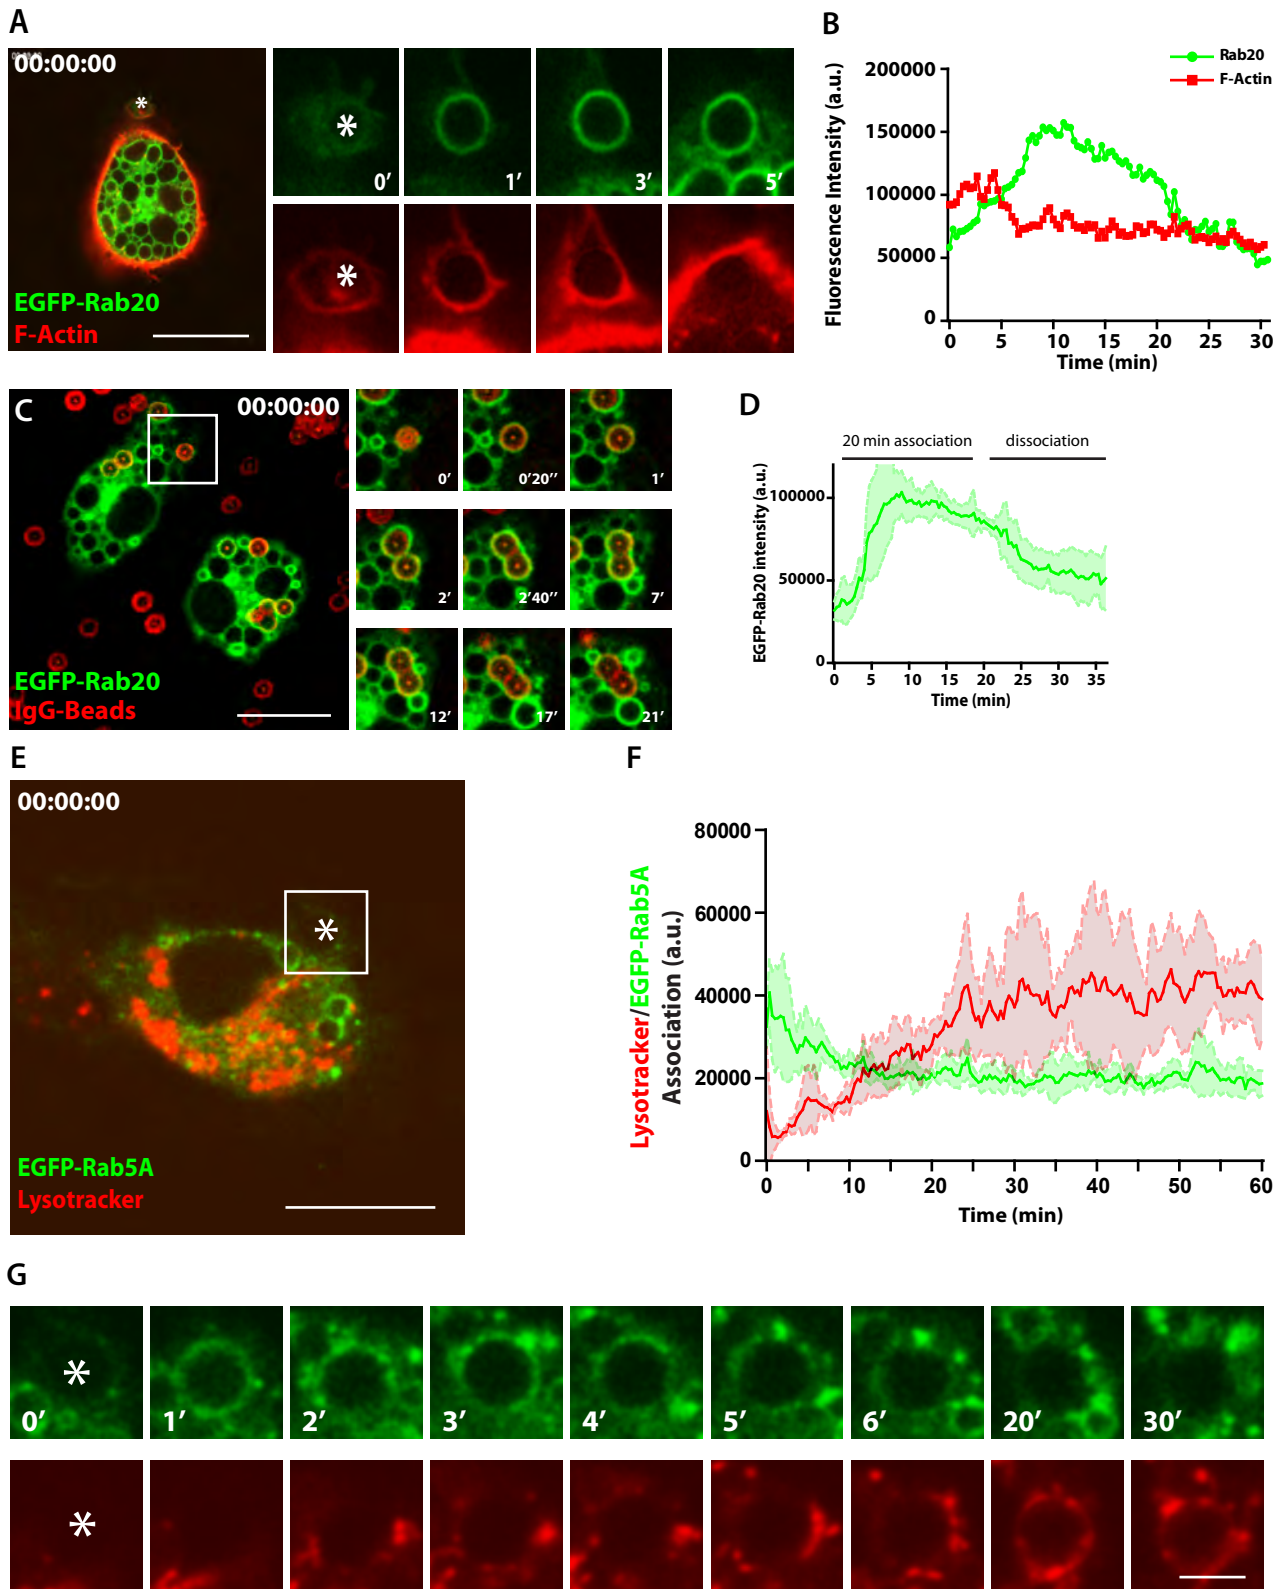 A
00:00:00
*
EGFP-Rab20
F-Actin
*
0′
1′
3′
5′
*
B
Rab20
F-Actin
Fluorescence Intensity (a.u.)
200000
150000
100000
50000
0
0 5 10 15 20 25 30
Time (min)
C
00:00:00
EGFP-Rab20
IgG-Beads
0′
0′20′′
1′
2′
2′40′′
7′
12′
17′
21′
D
20 min association
dissociation
EGFP-Rab20 intensity (a.u.)
100000
50000
0
0 5 10 15 20 25 30 35
Time (min)
E
00:00:00
*
EGFP-Rab5A
Lysotracker
F
Lysotracker/EGFP-Rab5A
Association (a.u.)
80000
60000
40000
20000
0
0 10 20 30 40 50 60
Time (min)
G
*
0′
1′
2′
3′
4′
5′
6′
20′
30′
*